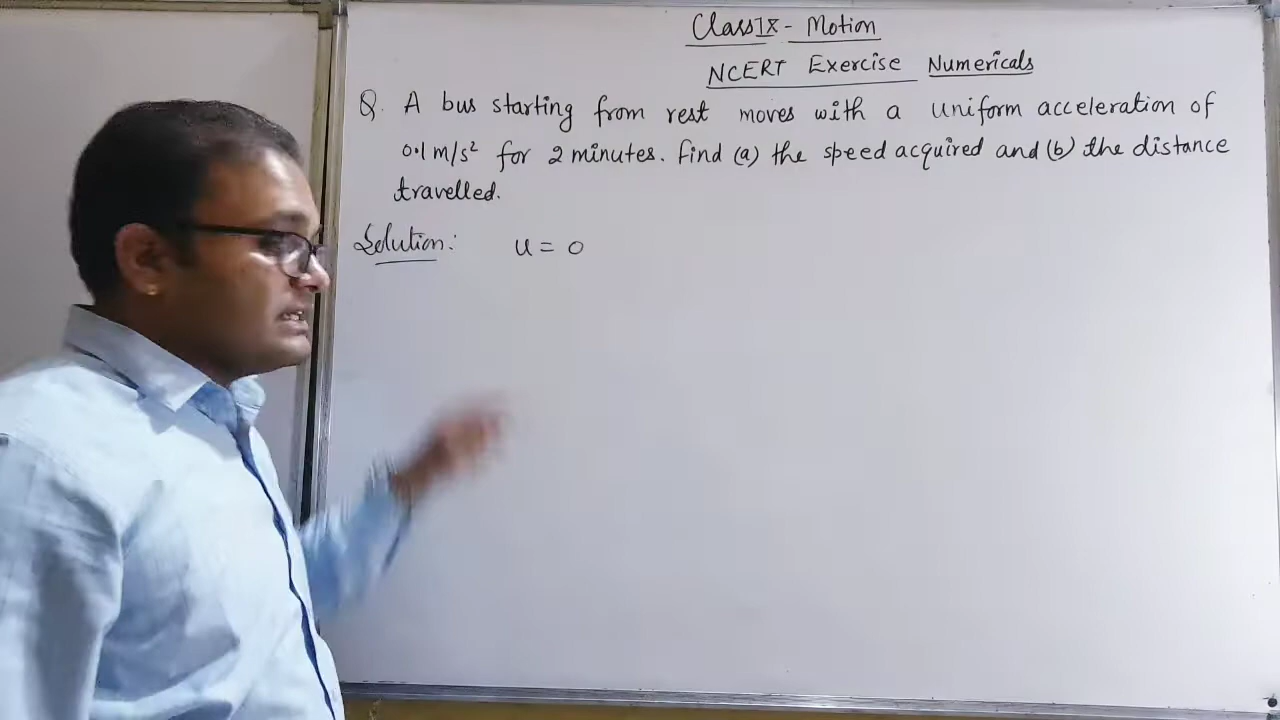 Class IX - Motion
NCERT Exercise Numericals
Q. A bus starting from rest moves with a uniform acceleration of
0.1 m/s² for 2 minutes. Find (a) the speed acquired and (b) the distance
travelled.
Solution: u = 0